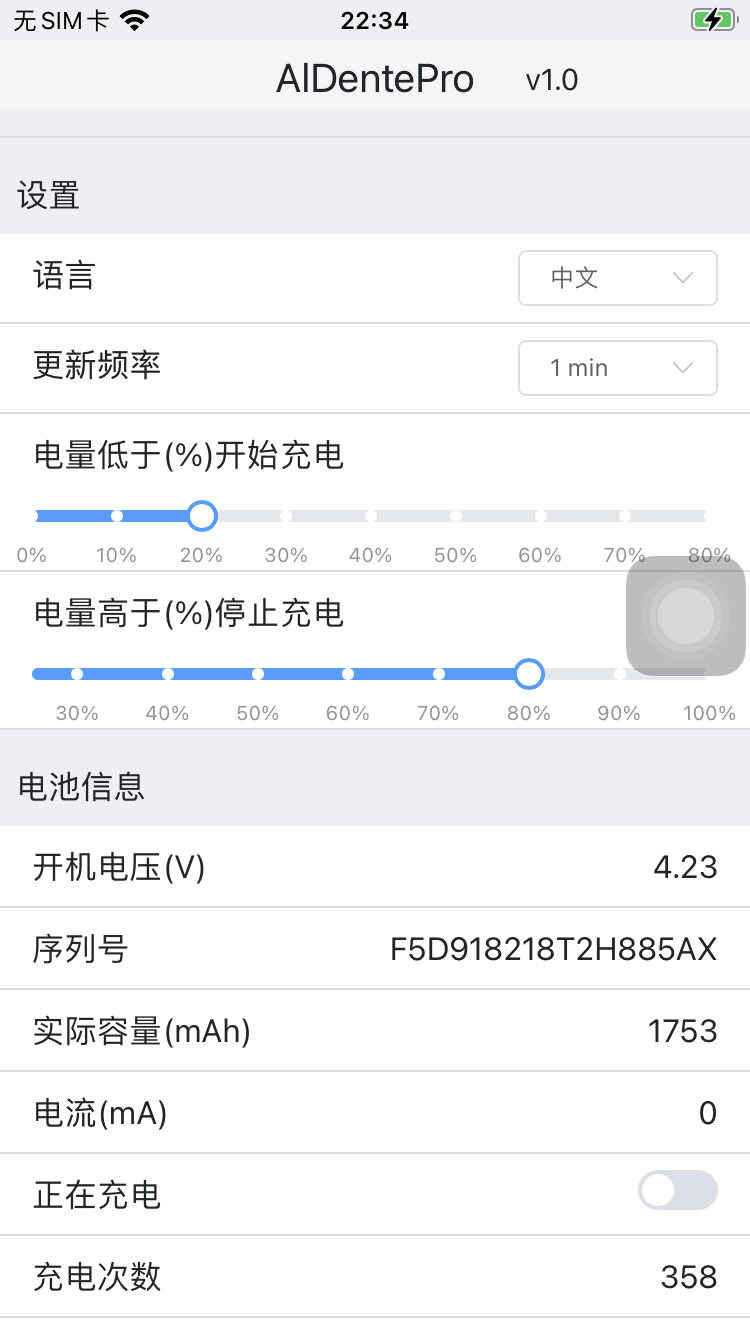 无SIM卡 22:34
AlDentePro v1.0
设置
语言 中文
更新频率 1 min
电量低于(%)开始充电
0% 10% 20% 30% 40% 50% 60% 70% 80%
电量高于(%)停止充电
30% 40% 50% 60% 70% 80% 90% 100%
电池信息
开机电压(V) 4.23
序列号 F5D918218T2H885AX
实际容量(mAh) 1753
电流(mA) 0
正在充电
充电次数 358